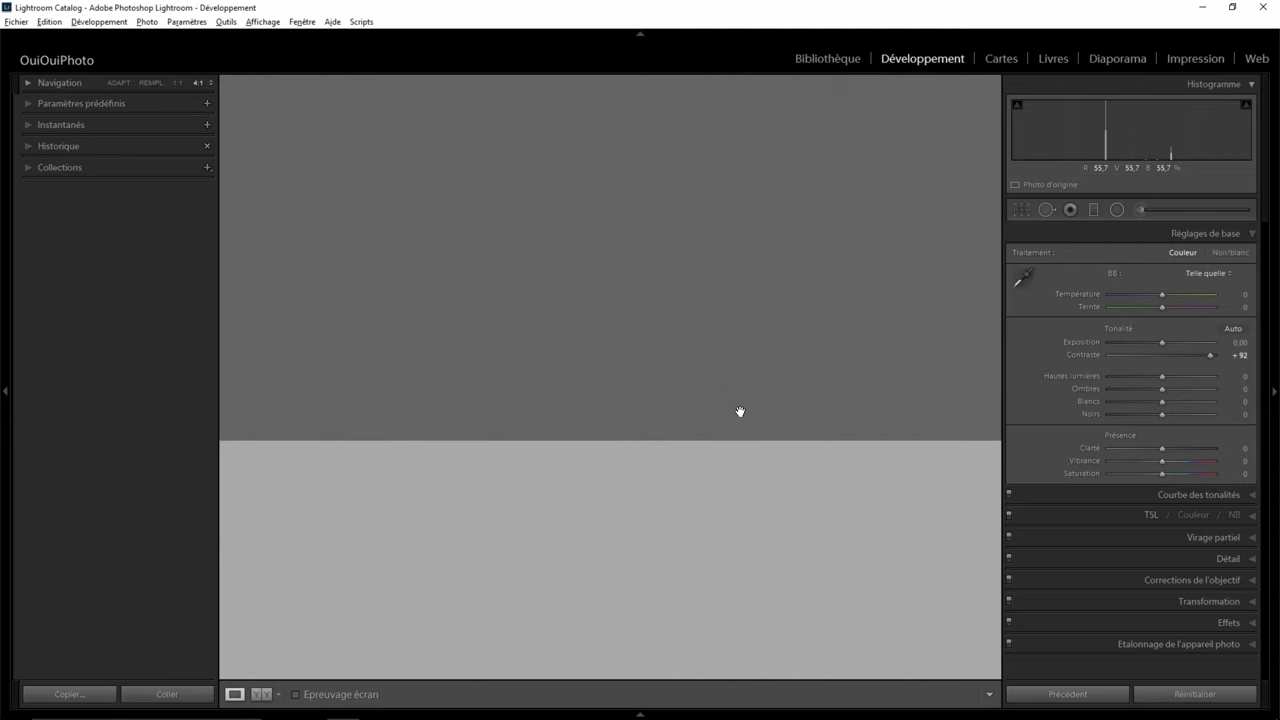 Lightroom Catalog - Adobe Photoshop Lightroom - Développement
Fichier Edition Développement Photo Paramètres Outils Affichage Fenêtre Aide Scripts
OuiOuiPhoto
Bibliothèque Développement Cartes Livres Diaporama Impression Web
Navigation ADAPT REMPL. 1:1 4:1
Paramètres prédéfinis
Instantanés
Historique
Collections
Copier...
Coller
Epreuvage écran
Histogramme
R 55,7 V 55,7 B 55,7 %
Photo d'origine
Réglages de base
Traitement : Couleur Noir/blanc
BB : Telle quelle
Température 0
Teinte 0
Tonalité Auto
Exposition 0,00
Contraste + 92
Hautes lumières 0
Ombres 0
Blancs 0
Noirs 0
Présence
Clarté 0
Vibrance 0
Saturation 0
Courbe des tonalités
TSL / Couleur / NB
Virage partiel
Détail
Corrections de l'objectif
Transformation
Effets
Etalonnage de l'appareil photo
Précédent
Réinitialiser